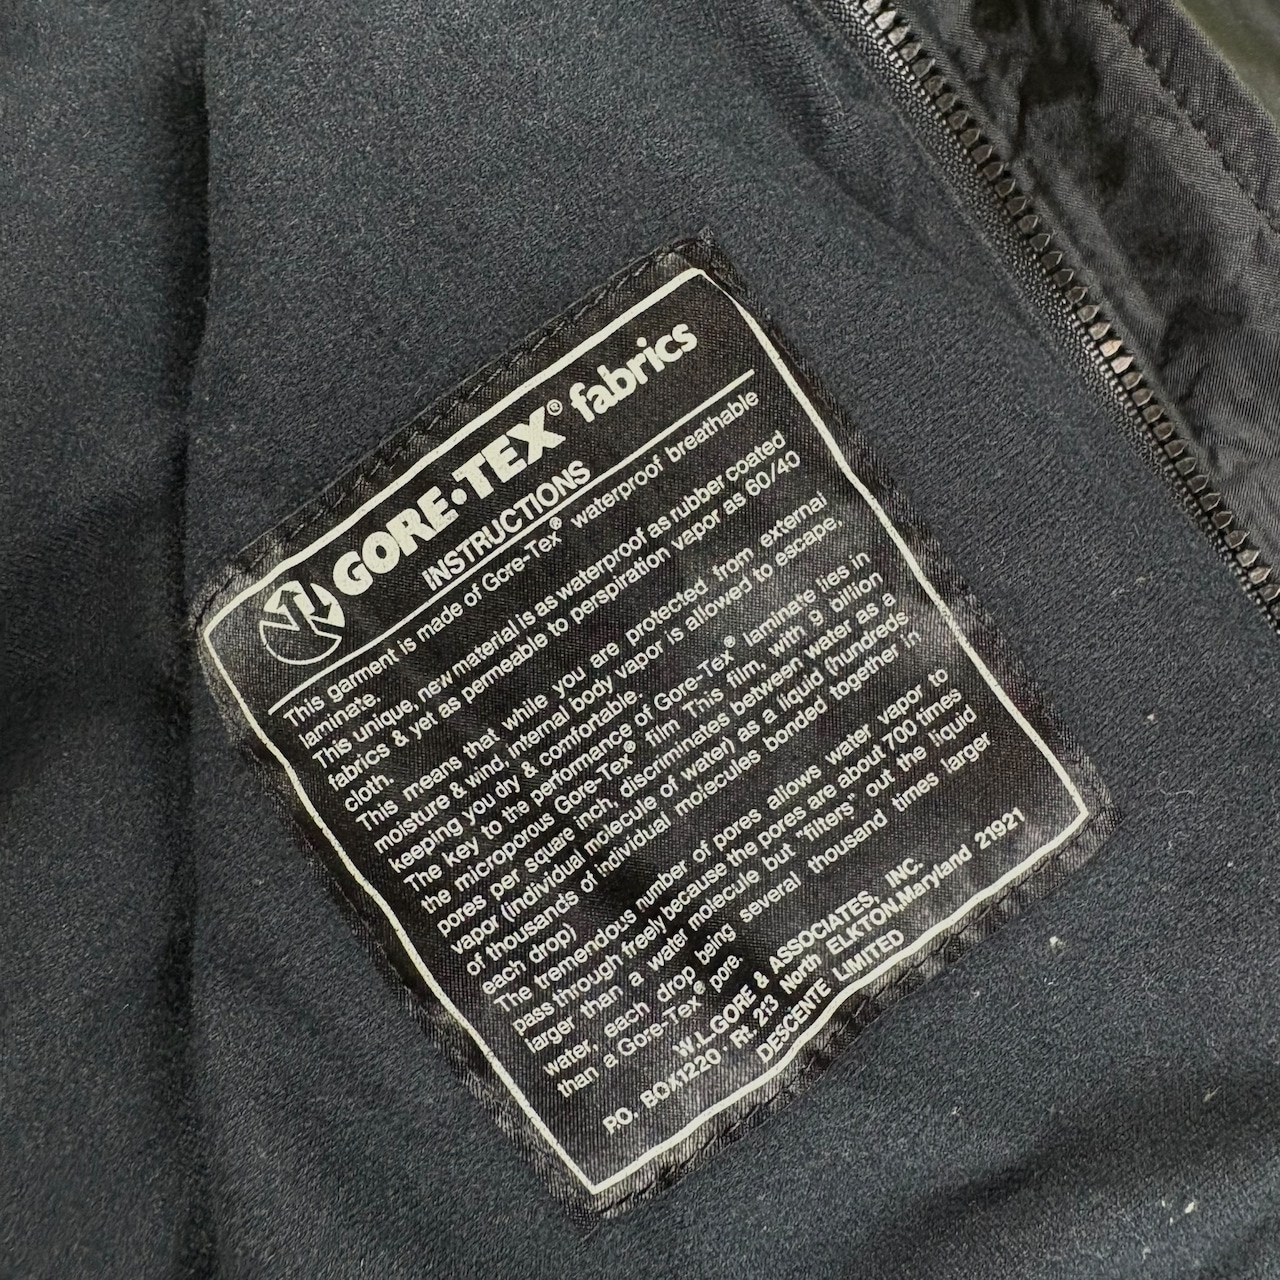 GORE-TEX® fabrics
INSTRUCTIONS
This garment is made of Gore-Tex® waterproof breathable
laminate.
This unique, new material is as waterproof as rubber coated
fabrics & yet as permeable to perspiration vapor as 60/40
cloth.
This means that while you are protected from external
moisture & wind, internal body vapor is allowed to escape,
keeping you dry & comfortable.
The key to the performance of Gore-Tex® laminate lies in
the microporous Gore-Tex® film This film, with 9 billion
pores per square inch, discriminates between water as a
vapor (individual molecule of water) as a liquid (hundreds
of thousands of individual molecules bonded together in
each drop)
The tremendous number of pores allows water vapor to
pass through freely because the pores are about 700 times
larger than a water molecule but "filters" out the liquid
water, each drop being several thousand times larger
than a Gore-Tex® pore.
W.L.GORE & ASSOCIATES, INC.
P.O. BOX1220· Rt. 213 North ELKTON,Maryland 21921
DESCENTE LIMITED